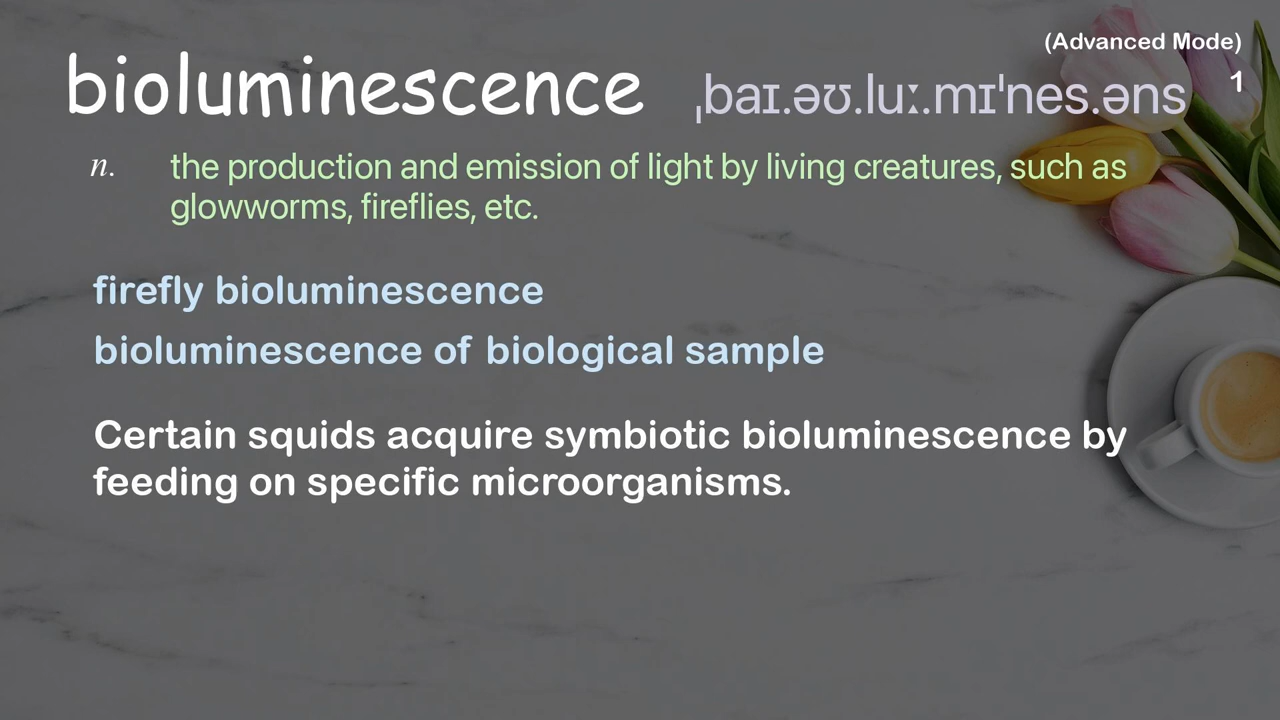 (Advanced Mode)
bioluminescence ˌbaɪ.əʊ.luː.mɪˈnes.əns 1
n. the production and emission of light by living creatures, such as
glowworms, fireflies, etc.
firefly bioluminescence
bioluminescence of biological sample
Certain squids acquire symbiotic bioluminescence by
feeding on specific microorganisms.